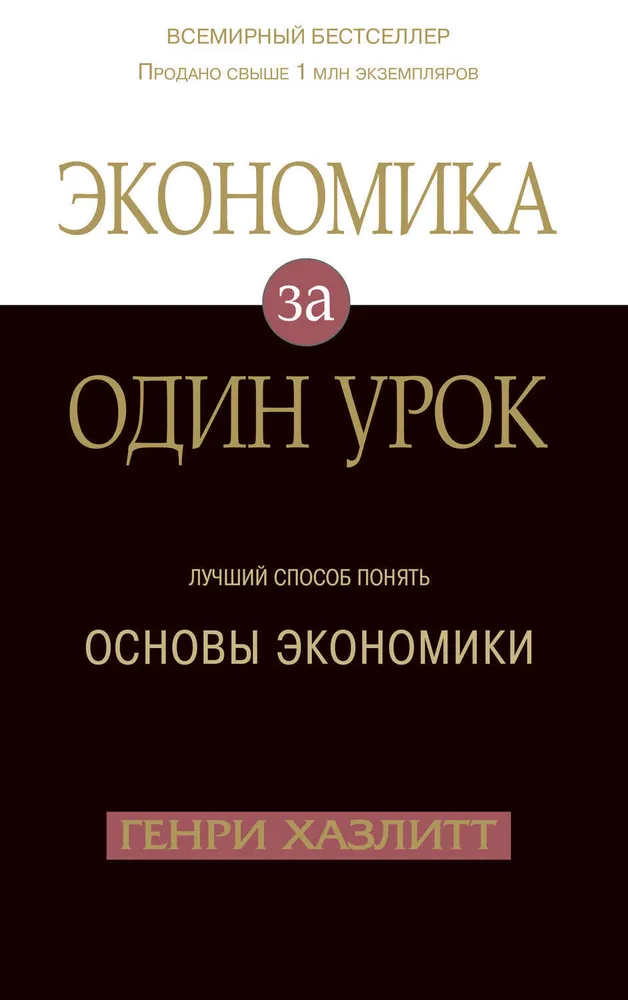 ВСЕМИРНЫЙ БЕСТСЕЛЛЕР
Продано свыше 1 млн экземпляров
ЭКОНОМИКА
за
ОДИН УРОК
ЛУЧШИЙ СПОСОБ ПОНЯТЬ
ОСНОВЫ ЭКОНОМИКИ
ГЕНРИ ХАЗЛИТТ